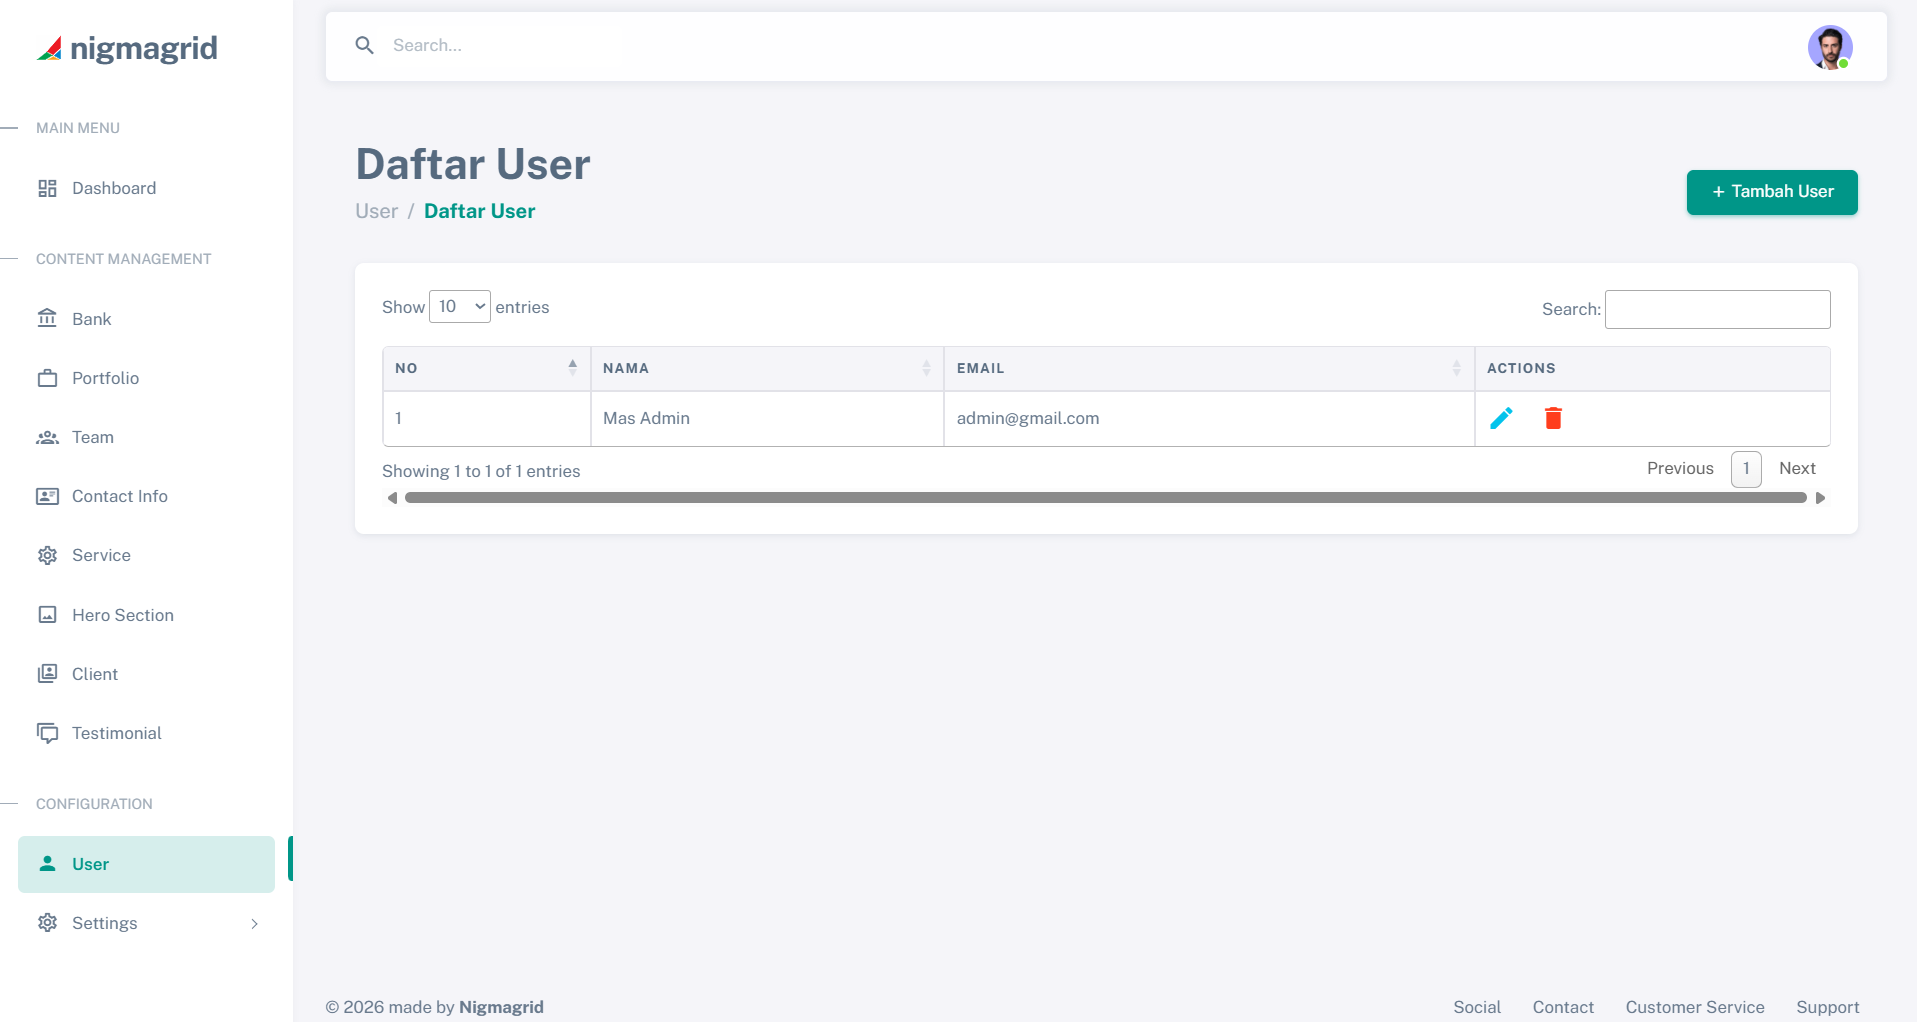 nigmagrid
Search...
MAIN MENU
Dashboard
CONTENT MANAGEMENT
Bank
Portfolio
Team
Contact Info
Service
Hero Section
Client
Testimonial
CONFIGURATION
User
Settings
Daftar User
User / Daftar User
+ Tambah User
Show 10 entries
Search:
NO NAMA EMAIL ACTIONS
1 Mas Admin admin@gmail.com
Showing 1 to 1 of 1 entries
Previous 1 Next
© 2026 made by Nigmagrid
Social Contact Customer Service Support